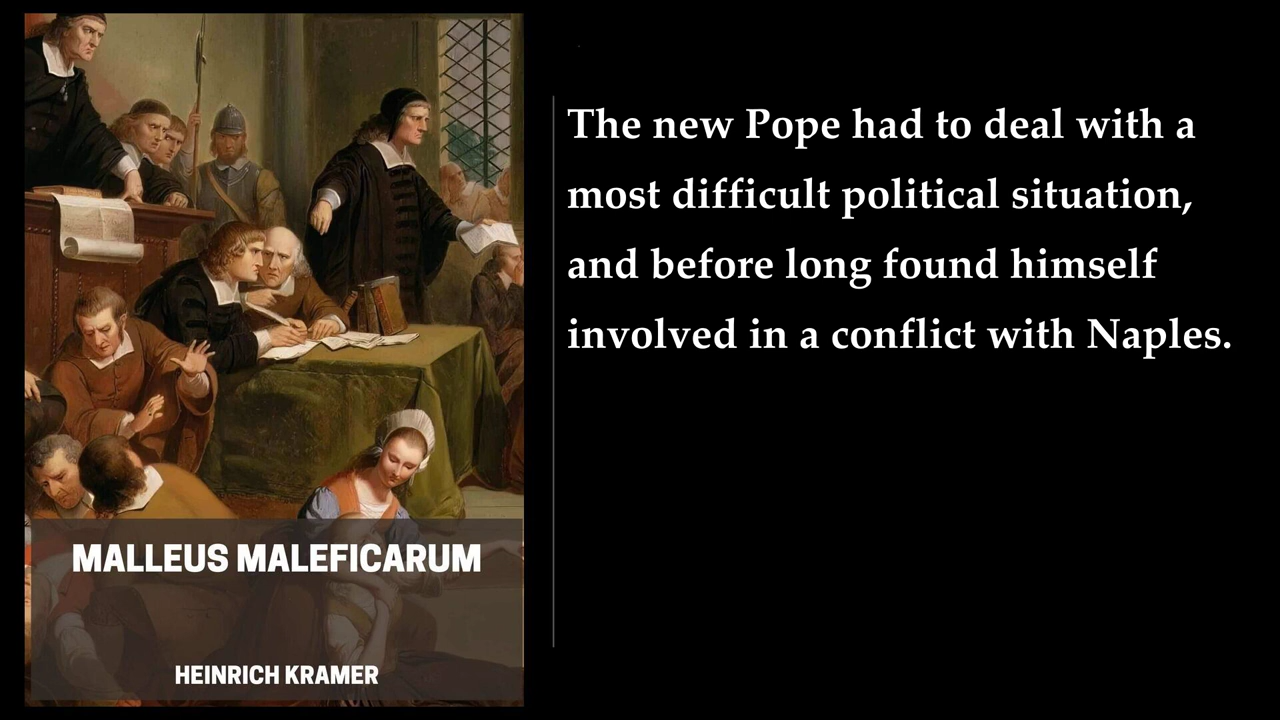 MALLEUS MALEFICARUM
HEINRICH KRAMER
The new Pope had to deal with a
most difficult political situation,
and before long found himself
involved in a conflict with Naples.